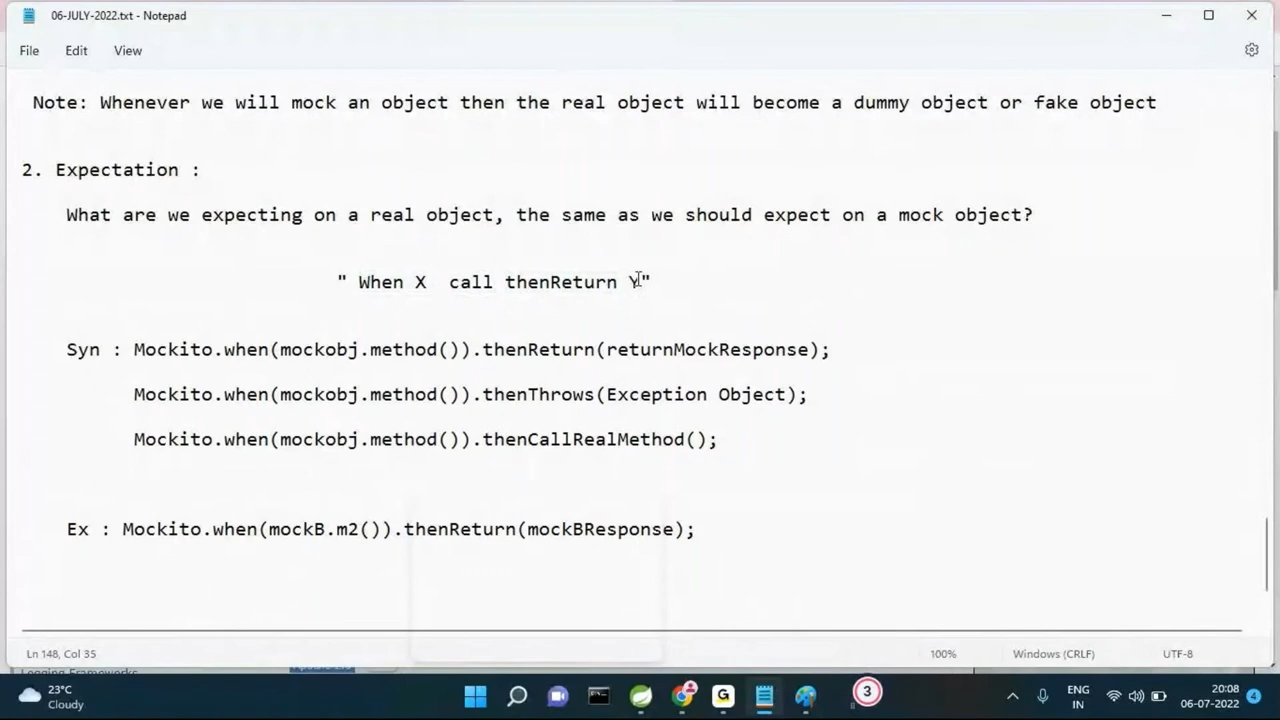 06-JULY-2022.txt - Notepad
File Edit View
Note: Whenever we will mock an object then the real object will become a dummy object or fake object
2. Expectation :
What are we expecting on a real object, the same as we should expect on a mock object?
" When X  call thenReturn Y"
Syn : Mockito.when(mockobj.method()).thenReturn(returnMockResponse);
Mockito.when(mockobj.method()).thenThrows(Exception Object);
Mockito.when(mockobj.method()).thenCallRealMethod();
Ex : Mockito.when(mockB.m2()).thenReturn(mockBResponse);
Ln 148, Col 35 100% Windows (CRLF) UTF-8
Logging Frameworks
23°C
Cloudy
3
ENG
IN
20:08
06-07-2022
4